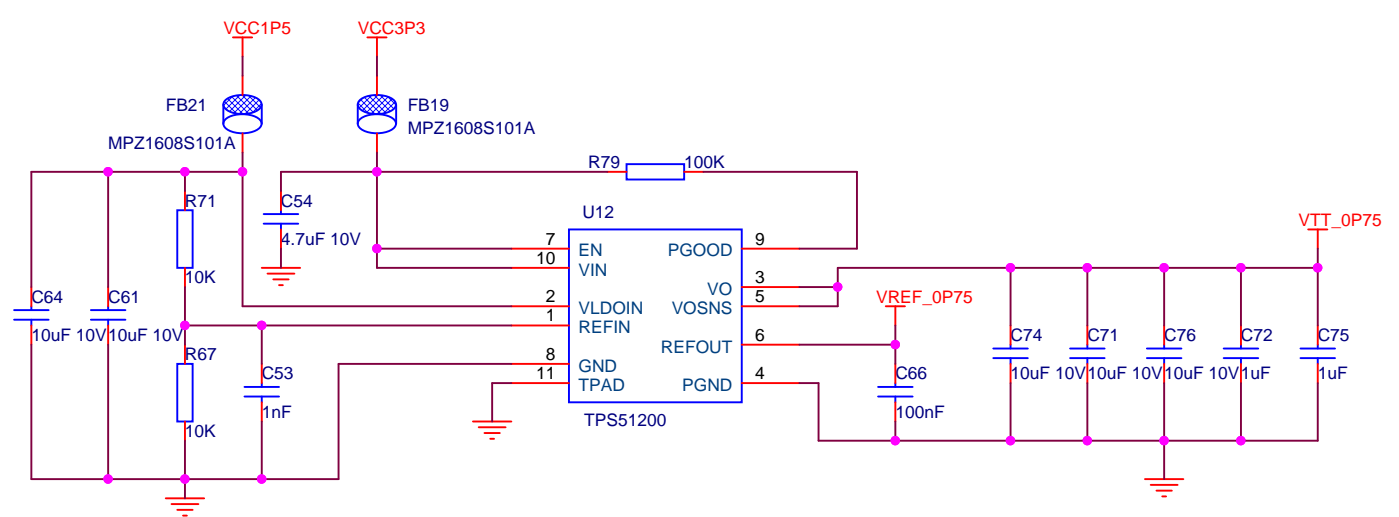 VCC1P5
VCC3P3
FB21
MPZ1608S101A
FB19
MPZ1608S101A
R79
100K
R71
10K
C54
4.7uF 10V
U12
7
EN
10
VIN
2
VLDOIN
1
REFIN
8
GND
11
TPAD
PGOOD
9
VO
3
VOSNS
5
REFOUT
6
PGND
4
TPS51200
VTT_0P75
VREF_0P75
C64
10uF 10V
C61
10uF 10V
R67
10K
C53
1nF
C66
100nF
C74
10uF 10V
C71
10uF 10V
C76
10uF 10V
C72
1uF
C75
1uF